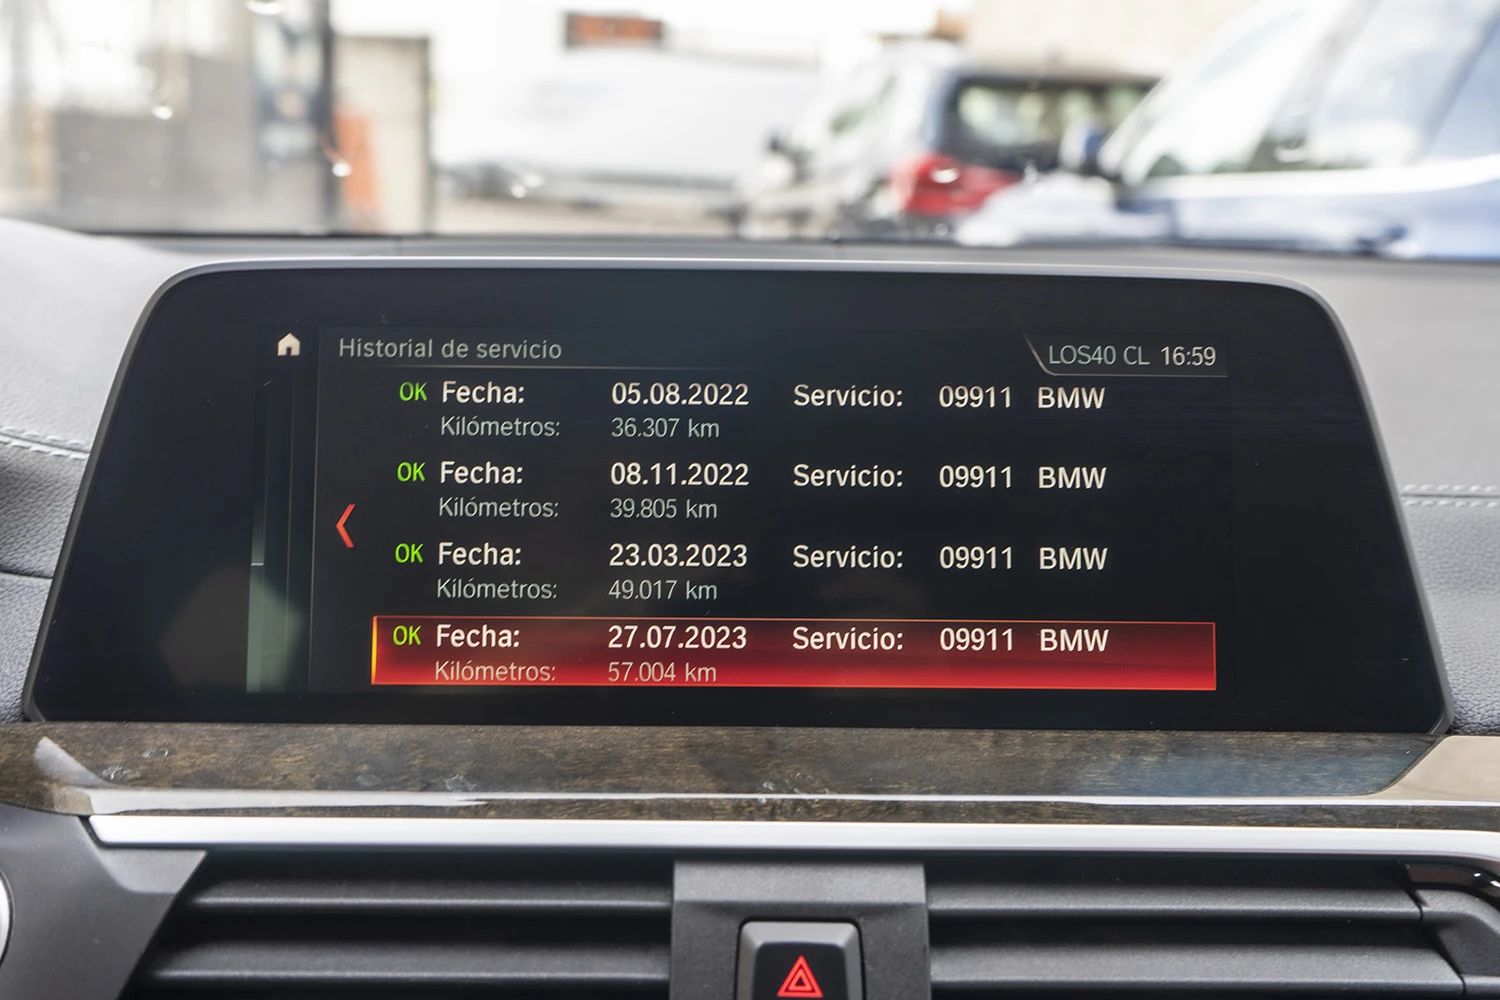 Historial de servicio
LOS40 CL 16:59
OK Fecha: 05.08.2022 Servicio: 09911 BMW
Kilómetros: 36.307 km
OK Fecha: 08.11.2022 Servicio: 09911 BMW
Kilómetros: 39.805 km
OK Fecha: 23.03.2023 Servicio: 09911 BMW
Kilómetros: 49.017 km
OK Fecha: 27.07.2023 Servicio: 09911 BMW
Kilómetros: 57.004 km